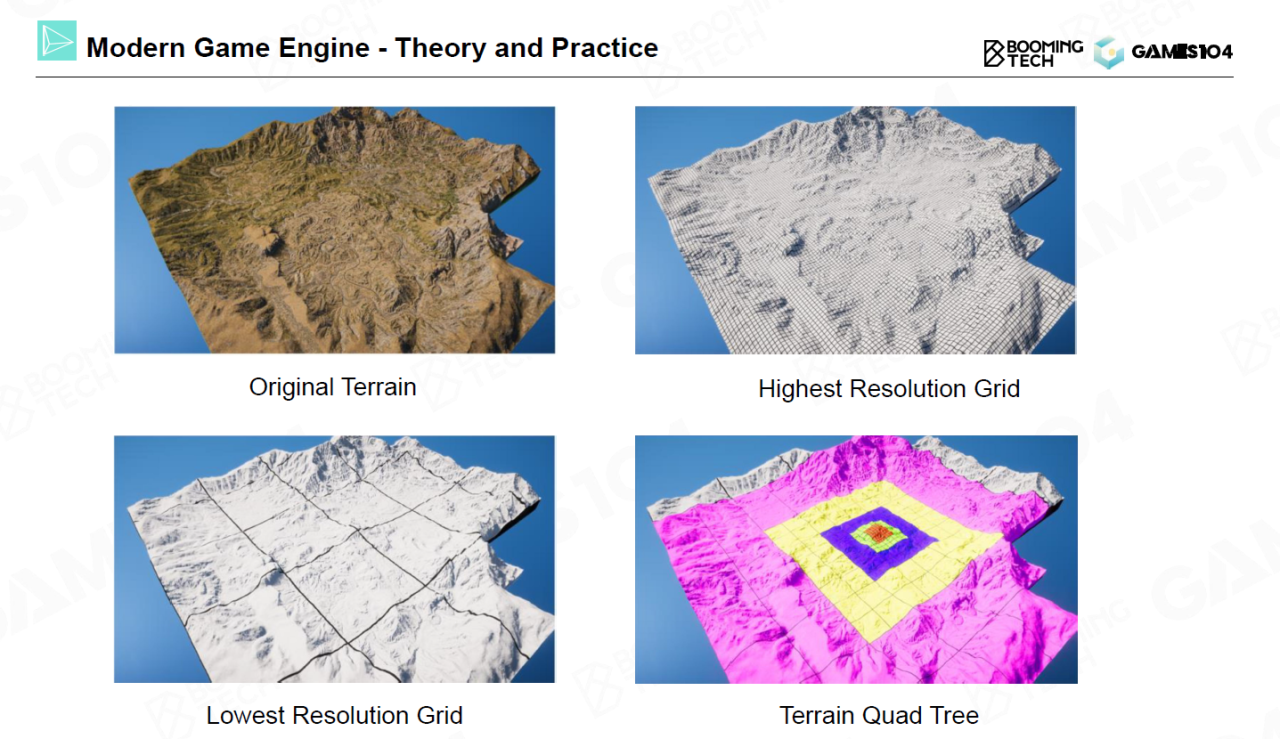 Modern Game Engine - Theory and Practice
BOOMING
TECH
GAMES104
Original Terrain
Highest Resolution Grid
Lowest Resolution Grid
Terrain Quad Tree